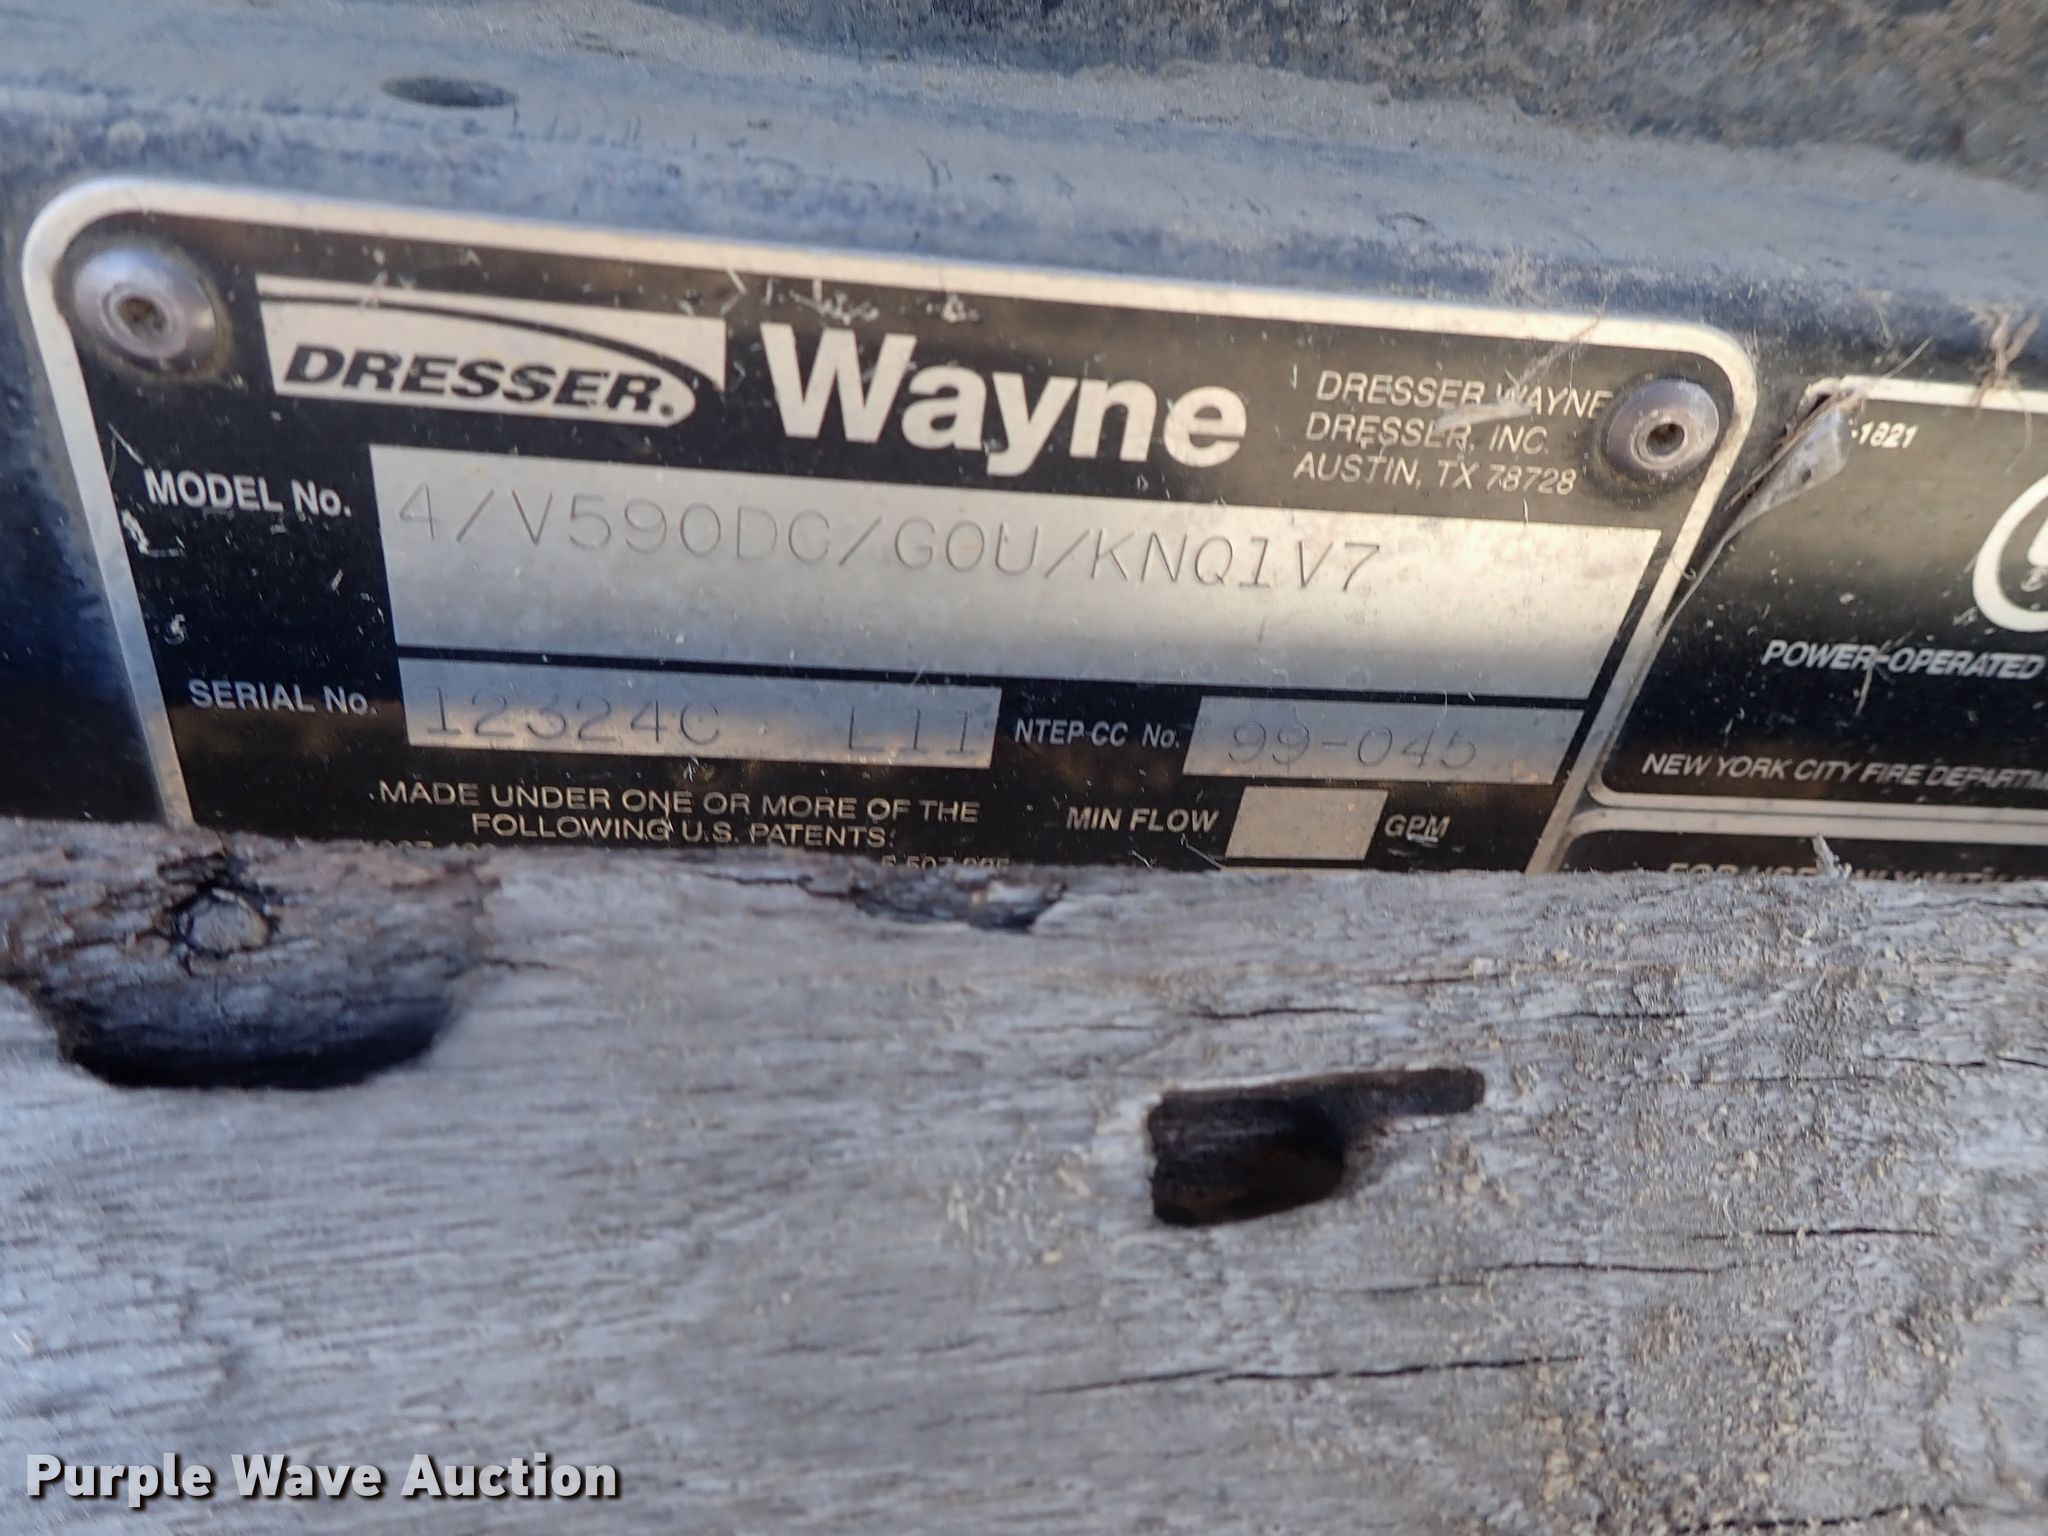 DRESSER®
Wayne
DRESSER WAYNE
DRESSER, INC.
AUSTIN, TX 78728
MODEL No.
4/V590DC/GOU/KNQ1V7
SERIAL No.
12324C L11
NTEP CC No.
99-045
MADE UNDER ONE OR MORE OF THE
FOLLOWING U.S. PATENTS:
MIN FLOW
GPM
-1821
POWER-OPERATED
NEW YORK CITY FIRE DEPARTM
Purple Wave Auction